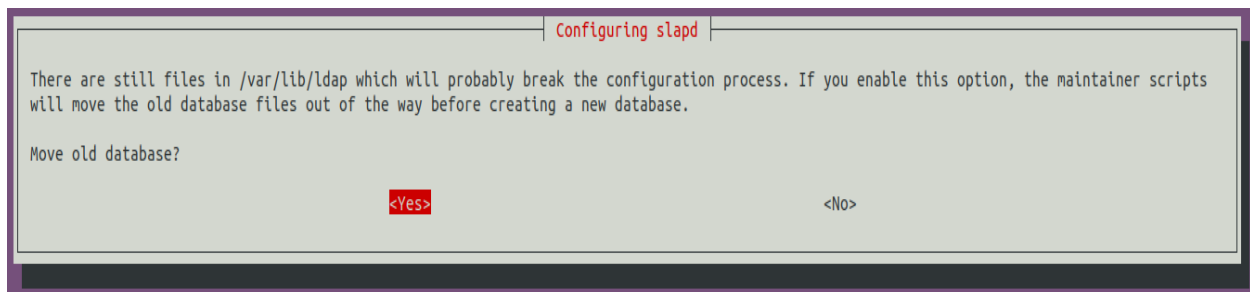 Configuring slapd
There are still files in /var/lib/ldap which will probably break the configuration process. If you enable this option, the maintainer scripts
will move the old database files out of the way before creating a new database.
Move old database?
<Yes> <No>